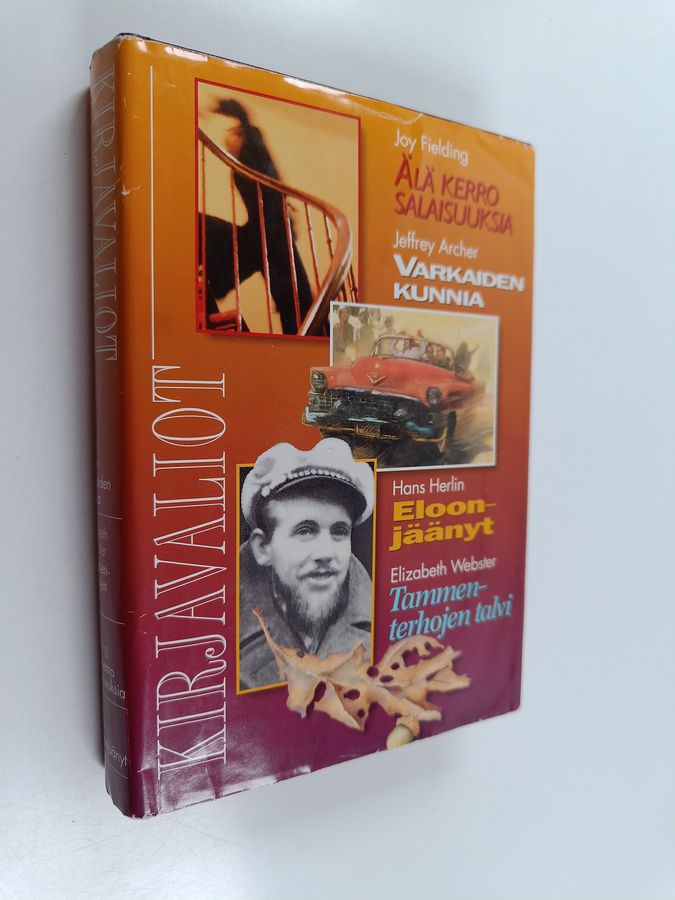 KIRJAVALIOT
KIRJAVALIOT
Joy Fielding
ÄLÄ KERRO
SALAISUUKSIA
Jeffrey Archer
VARKAIDEN
KUNNIA
Hans Herlin
Eloon-
jäänyt
Elizabeth Webster
Tammen-
terhojen talvi